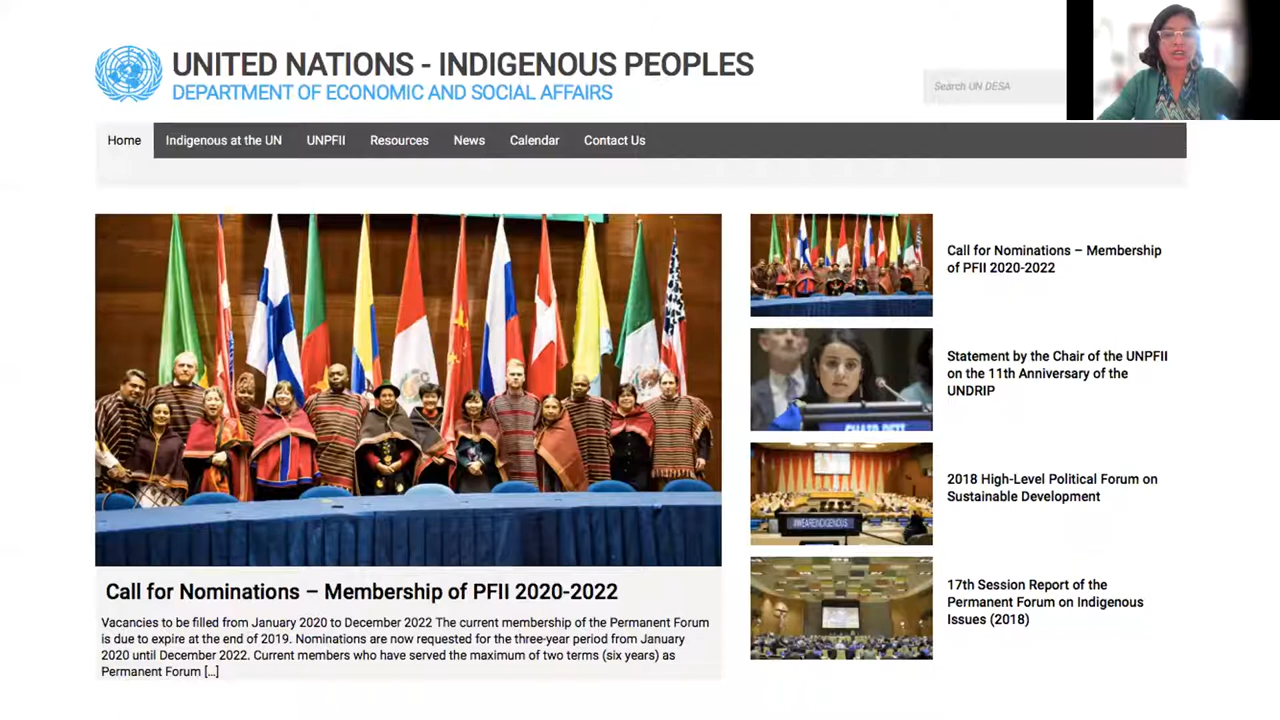 UNITED NATIONS - INDIGENOUS PEOPLES
DEPARTMENT OF ECONOMIC AND SOCIAL AFFAIRS
Search UN DESA
Home
Indigenous at the UN
UNPFII
Resources
News
Calendar
Contact Us
Call for Nominations – Membership of PFII 2020-2022
Vacancies to be filled from January 2020 to December 2022 The current membership of the Permanent Forum
is due to expire at the end of 2019. Nominations are now requested for the three-year period from January
2020 until December 2022. Current members who have served the maximum of two terms (six years) as
Permanent Forum [...]
Call for Nominations – Membership
of PFII 2020-2022
CHAIR PFII
Statement by the Chair of the UNPFII
on the 11th Anniversary of the
UNDRIP
#WEAREINDIGENOUS
2018 High-Level Political Forum on
Sustainable Development
17th Session Report of the
Permanent Forum on Indigenous
Issues (2018)